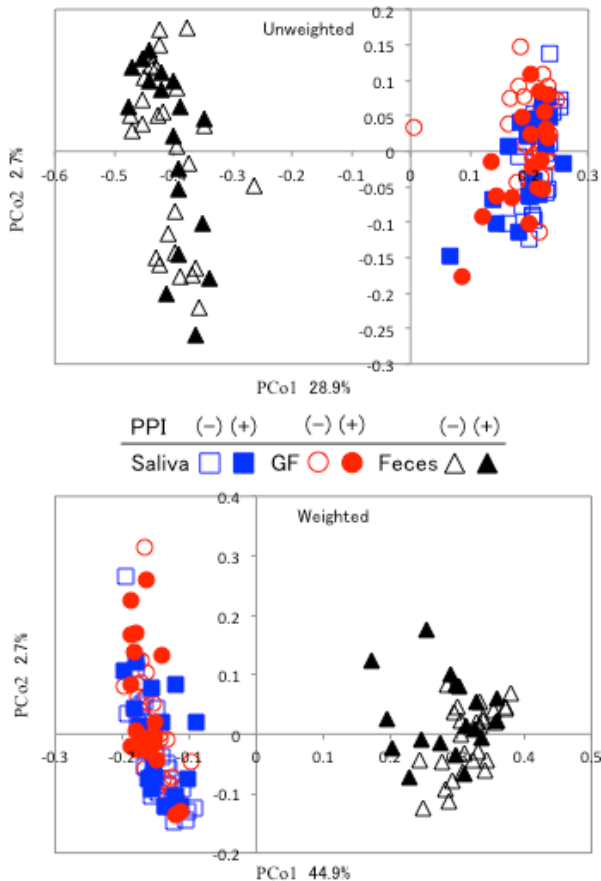 0.2
Unweighted
0.15
0.1
0.05
0
-0.6 -0.5 -0.4 -0.3 -0.2 -0.1 0 0.1 0.2 0.3
-0.05
-0.1
-0.15
-0.2
-0.25
-0.3
PCo2 2.7%
PCo1 28.9%
PPI (-) (+) (-) (+) (-) (+)
Saliva GF Feces
0.4
Weighted
0.3
0.2
0.1
0
-0.3 -0.2 -0.1 0 0.1 0.2 0.3 0.4 0.5
-0.1
-0.2
PCo2 2.7%
PCo1 44.9%